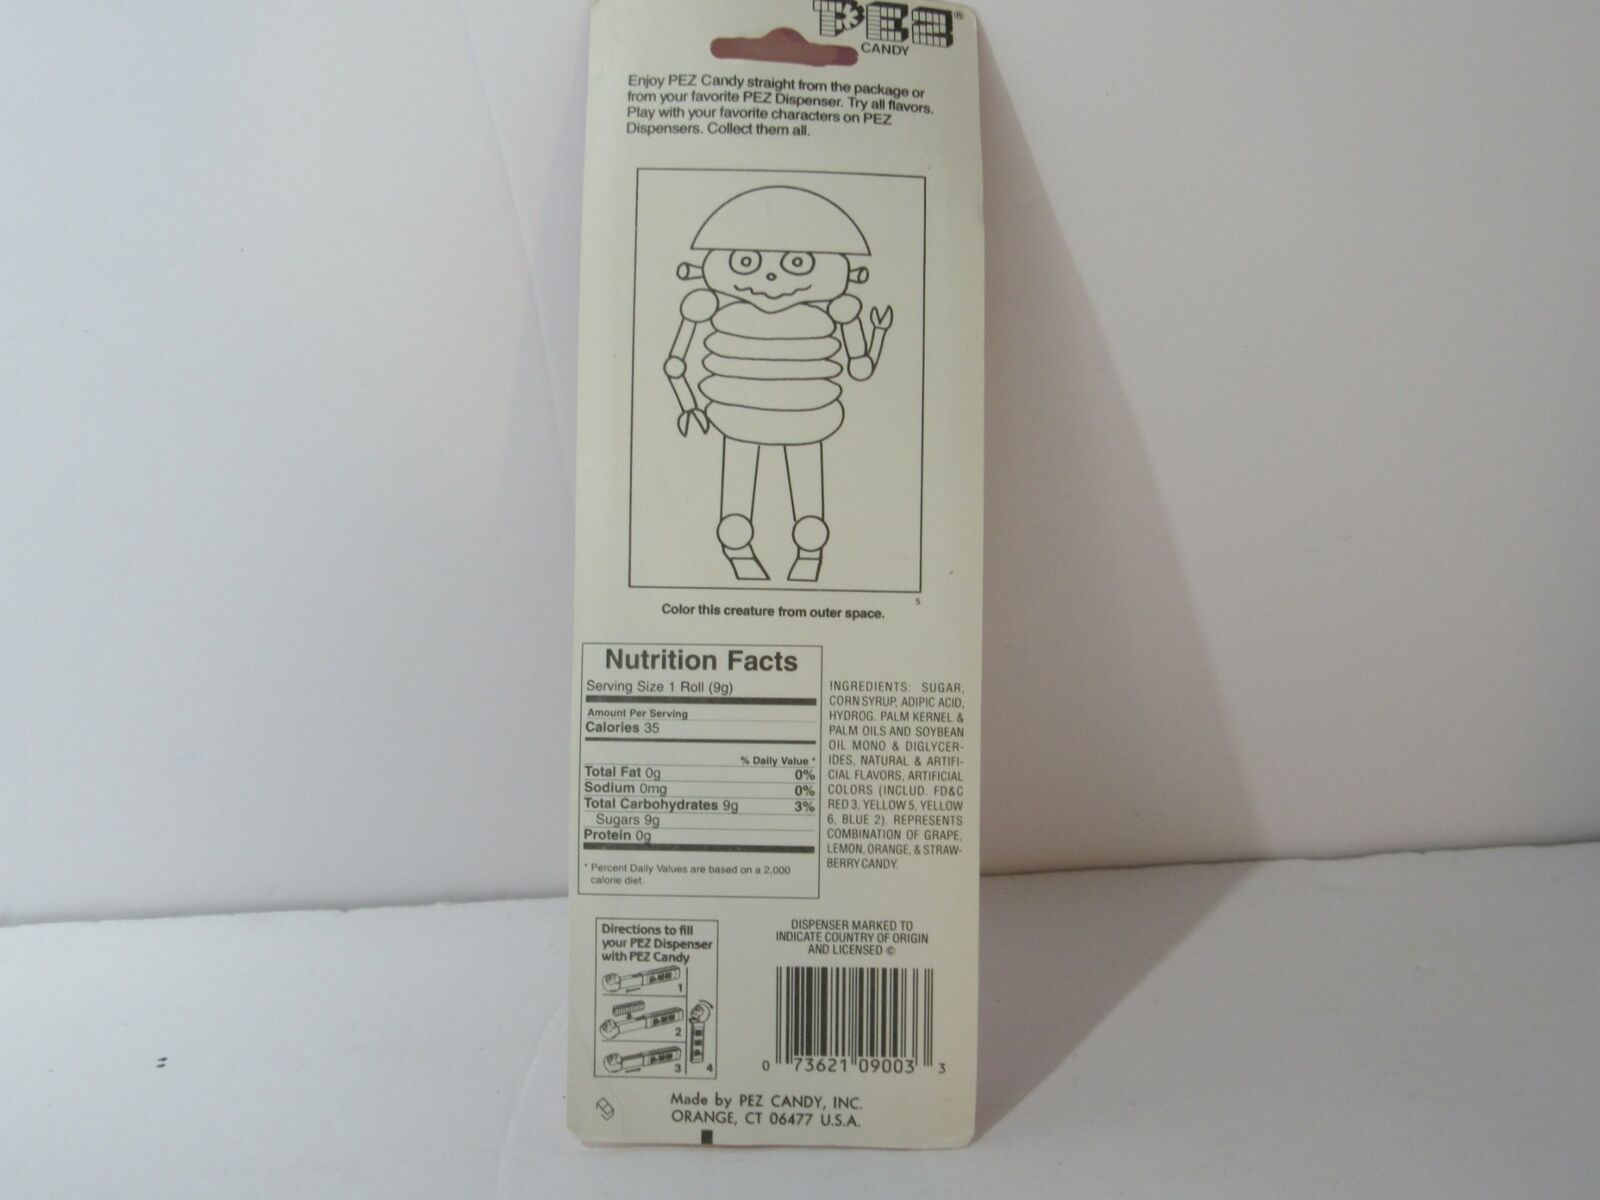 PEZ®
CANDY
Enjoy PEZ Candy straight from the package or
from your favorite PEZ Dispenser. Try all flavors.
Play with your favorite characters on PEZ
Dispensers. Collect them all.
5
Color this creature from outer space.
Nutrition Facts
Serving Size 1 Roll (9g)
Amount Per Serving
Calories 35
% Daily Value *
Total Fat 0g 0%
Sodium 0mg 0%
Total Carbohydrates 9g 3%
Sugars 9g
Protein 0g
* Percent Daily Values are based on a 2,000
calorie diet.
INGREDIENTS: SUGAR,
CORN SYRUP, ADIPIC ACID,
HYDROG. PALM KERNEL &
PALM OILS AND SOYBEAN
OIL MONO & DIGLYCER-
IDES, NATURAL & ARTIFI-
CIAL FLAVORS, ARTIFICIAL
COLORS (INCLUD. FD&C
RED 3, YELLOW 5, YELLOW
6, BLUE 2). REPRESENTS
COMBINATION OF GRAPE,
LEMON, ORANGE, & STRAW-
BERRY CANDY.
Directions to fill
your PEZ Dispenser
with PEZ Candy
PEZ
1
PEZ
2
PEZ
3
PEZ
4
DISPENSER MARKED TO
INDICATE COUNTRY OF ORIGIN
AND LICENSED ©
0 73621 09003 3
Made by PEZ CANDY, INC.
ORANGE, CT 06477 U.S.A.